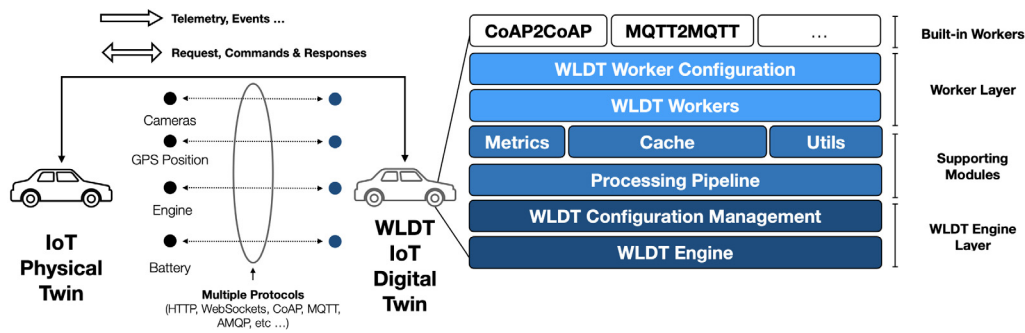 Telemetry, Events ...
Request, Commands & Responses
Cameras
GPS Position
Engine
Battery
IoT
Physical
Twin
WLDT
IoT
Digital
Twin
Multiple Protocols
(HTTP, WebSockets, CoAP, MQTT,
AMQP, etc ...)
CoAP2CoAP
MQTT2MQTT
...
Built-in Workers
WLDT Worker Configuration
WLDT Workers
Worker Layer
Metrics
Cache
Utils
Processing Pipeline
Supporting
Modules
WLDT Configuration Management
WLDT Engine
WLDT Engine
Layer